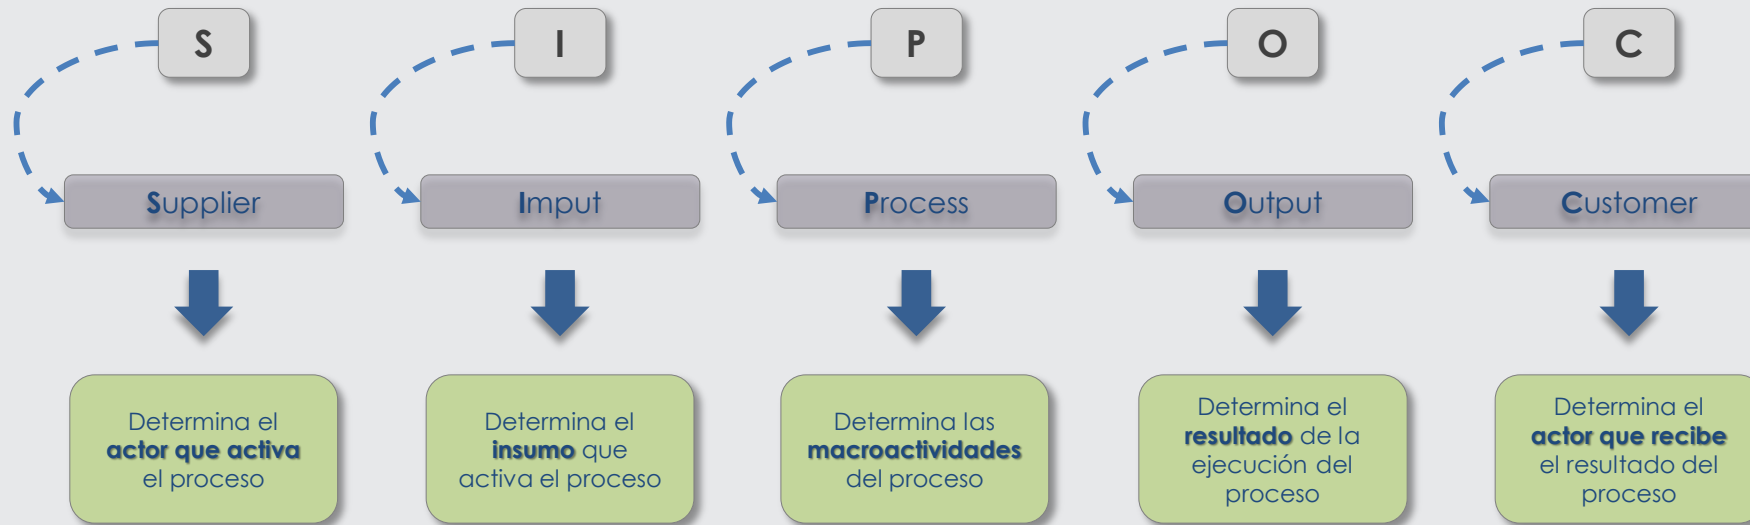 S
I
P
O
C
Supplier
Imput
Process
Output
Customer
Determina el
actor que activa
el proceso
Determina el
insumo que
activa el proceso
Determina las
macroactividades
del proceso
Determina el
resultado de la
ejecución del
proceso
Determina el
actor que recibe
el resultado del
proceso